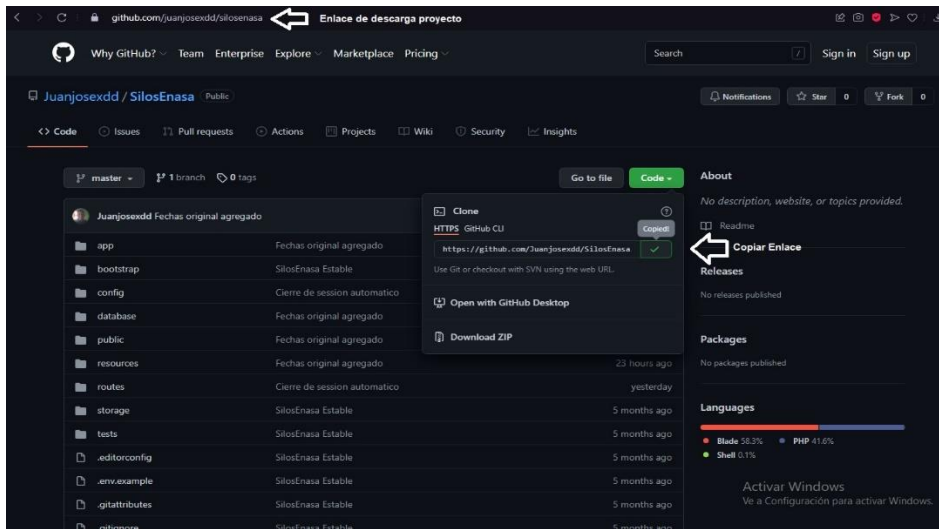 github.com/juanjosexdd/silosenasa Enlace de descarga proyecto
Why GitHub? Team Enterprise Explore Marketplace Pricing Search / Sign in Sign up
Juanjosexdd / SilosEnasa Public Notifications Star 0 Fork 0
Code Issues Pull requests Actions Projects Wiki Security Insights
master 1 branch 0 tags Go to file Code
Juanjosexdd Fechas original agregado
app Fechas original agregado
bootstrap SilosEnasa Estable
config Cierre de session automatico
database Fechas original agregado
public Fechas original agregado
resources Fechas original agregado 23 hours ago
routes Cierre de session automatico yesterday
storage SilosEnasa Estable 5 months ago
tests SilosEnasa Estable 5 months ago
.editorconfig SilosEnasa Estable 5 months ago
.env.example SilosEnasa Estable 5 months ago
.gitattributes SilosEnasa Estable 5 months ago
.gitignore SilosEnasa Estable 5 months ago
Clone
HTTPS GitHub CLI Copied!
https://github.com/Juanjosexdd/SilosEnasa
Use Git or checkout with SVN using the web URL.
Open with GitHub Desktop
Download ZIP
About
No description, website, or topics provided.
Readme
Copiar Enlace
Releases
No releases published
Packages
No packages published
Languages
Blade 58.3% PHP 41.6%
Shell 0.1%
Activar Windows
Ve a Configuración para activar Windows.